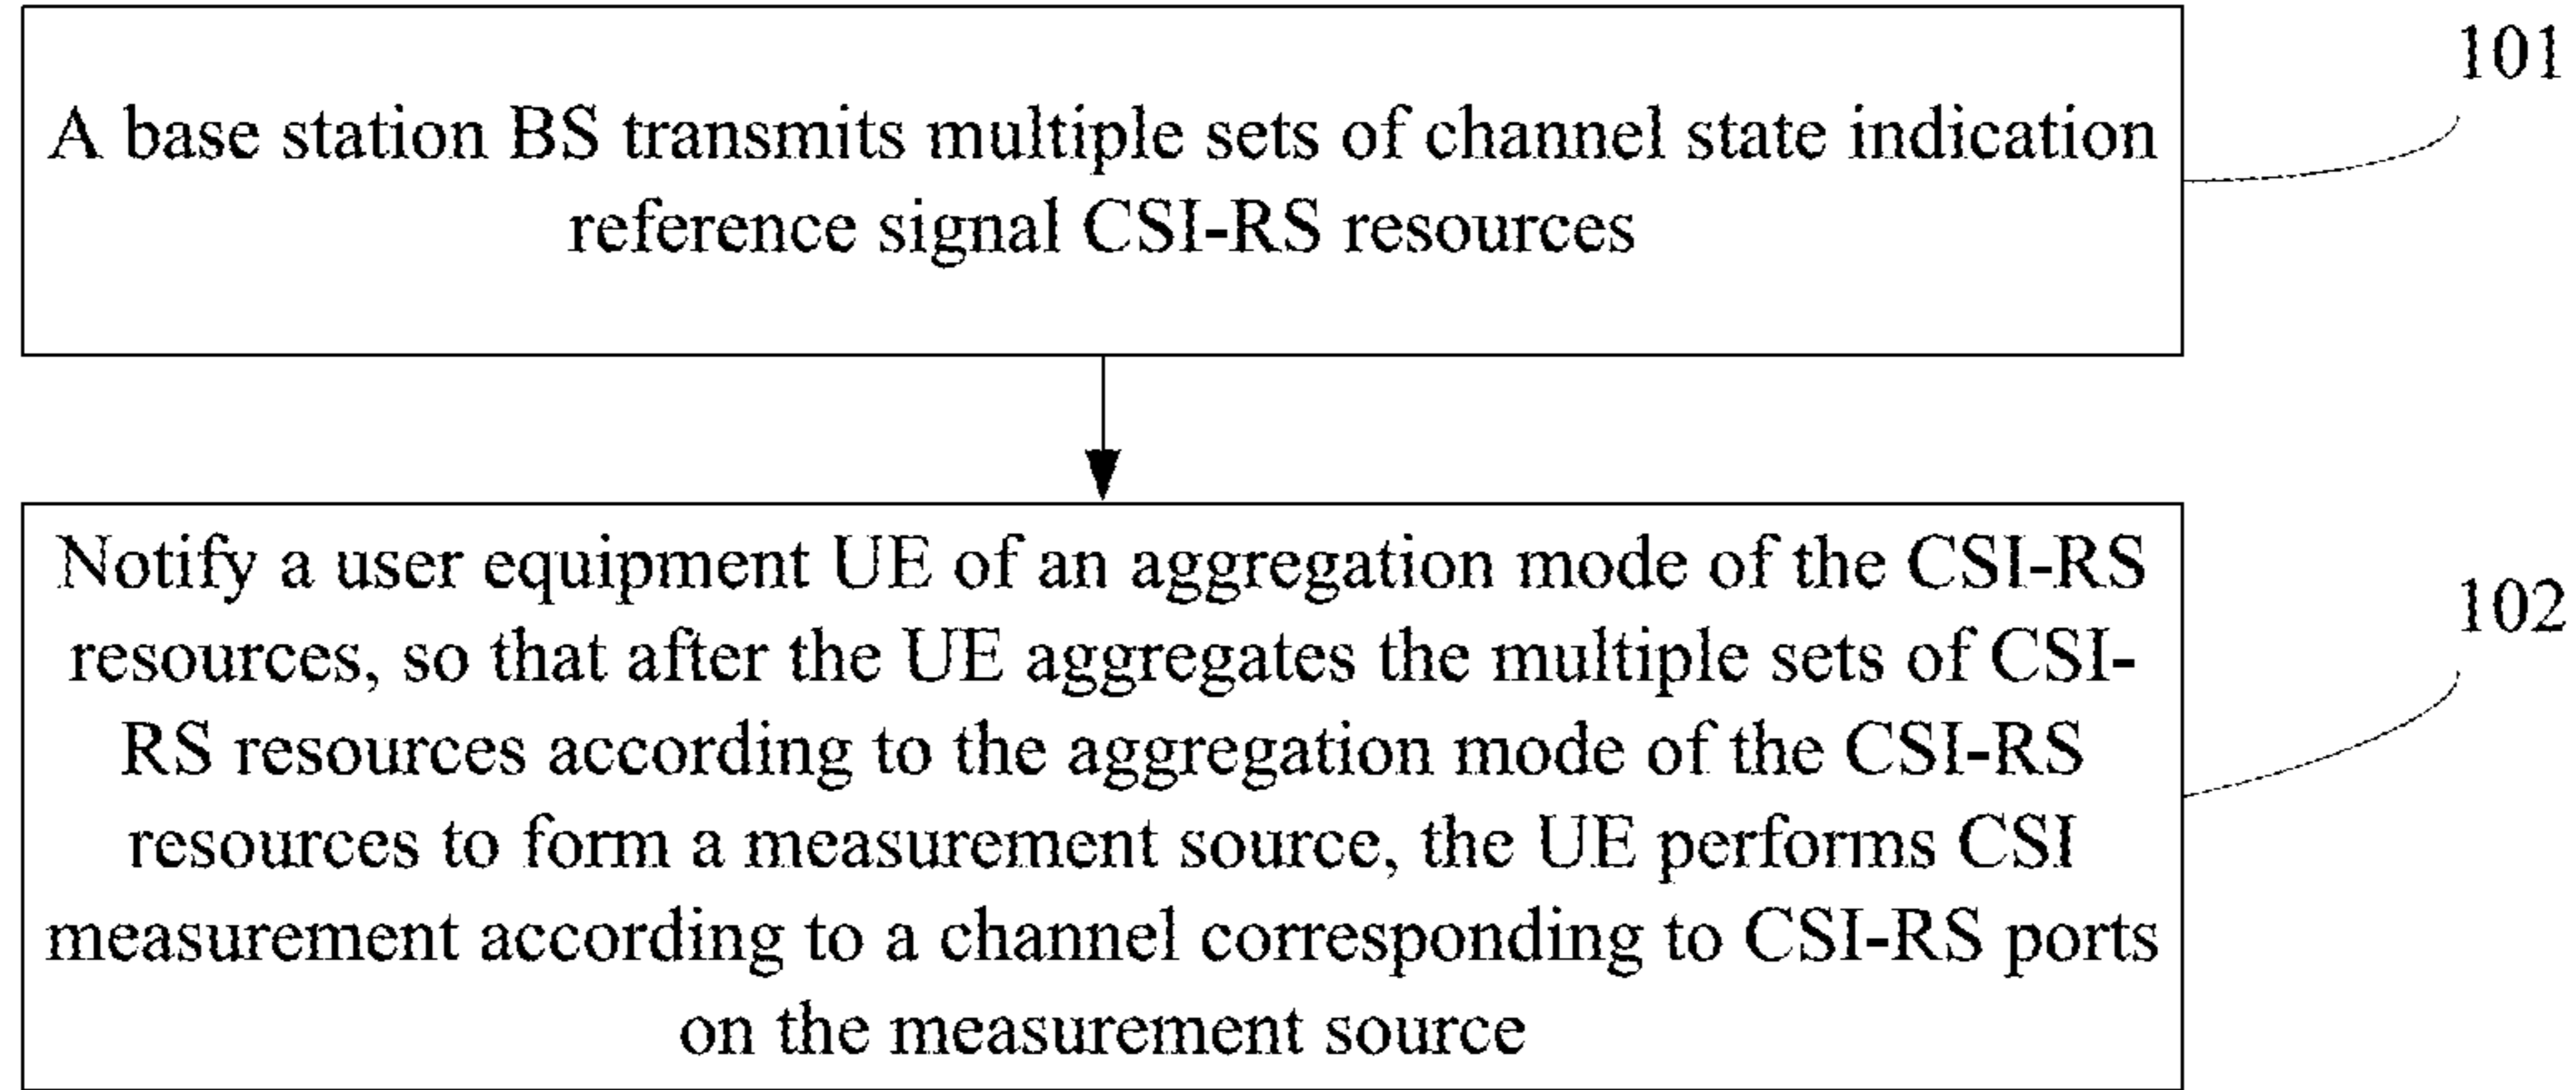 A base station BS transmits multiple sets of channel state indication
reference signal CSI-RS resources
101
Notify a user equipment UE of an aggregation mode of the CSI-RS
resources, so that after the UE aggregates the multiple sets of CSI-
RS resources according to the aggregation mode of the CSI-RS
resources to form a measurement source, the UE performs CSI
measurement according to a channel corresponding to CSI-RS ports
on the measurement source
102